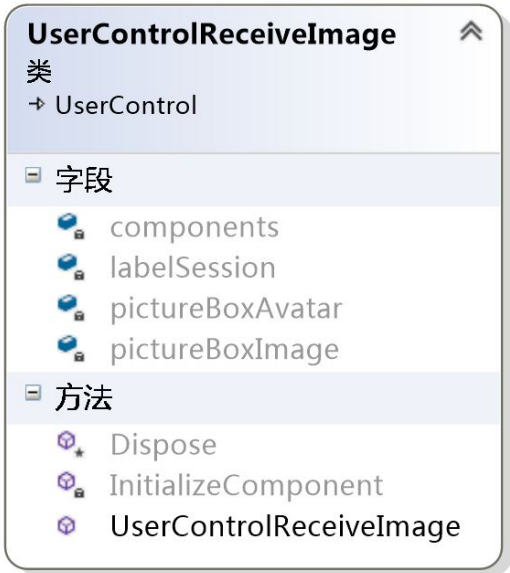 UserControlReceiveImage
类
UserControl
字段
components
labelSession
pictureBoxAvatar
pictureBoxImage
方法
Dispose
InitializeComponent
UserControlReceiveImage